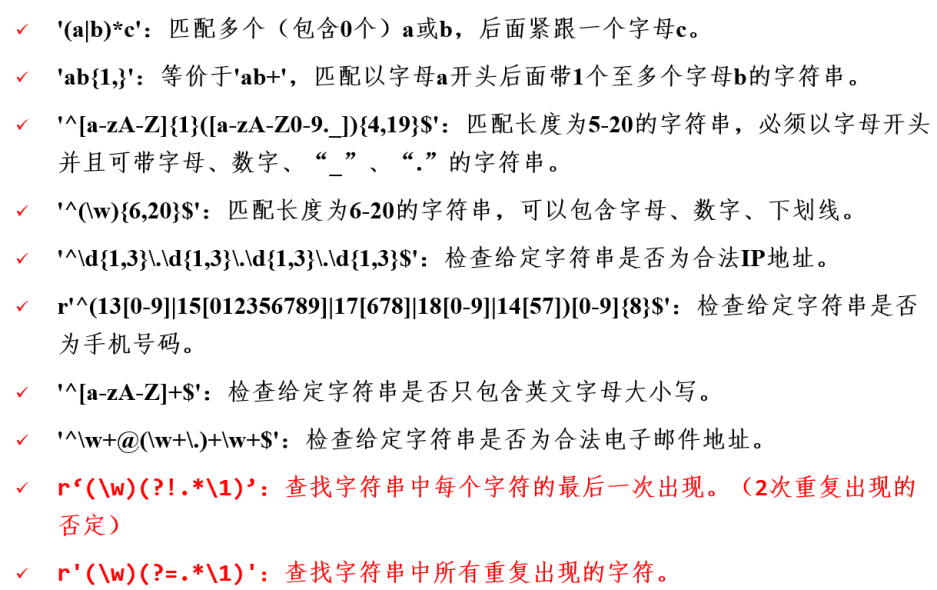 ✓ '(a|b)*c'：匹配多个（包含0个）a或b，后面紧跟一个字母c。
✓ 'ab{1,}'：等价于'ab+'，匹配以字母a开头后面带1个至多个字母b的字符串。
✓ '^[a-zA-Z]{1}([a-zA-Z0-9._]){4,19}$'：匹配长度为5-20的字符串，必须以字母开头
并且可带字母、数字、“_”、“.”的字符串。
✓ '^(\w){6,20}$'：匹配长度为6-20的字符串，可以包含字母、数字、下划线。
✓ '^\d{1,3}\.\d{1,3}\.\d{1,3}\.\d{1,3}$'：检查给定字符串是否为合法IP地址。
✓ r'^(13[0-9]|15[012356789]|17[678]|18[0-9]|14[57])[0-9]{8}$'：检查给定字符串是否
为手机号码。
✓ '^[a-zA-Z]+$'：检查给定字符串是否只包含英文字母大小写。
✓ '^\w+@(\w+\.)+\w+$'：检查给定字符串是否为合法电子邮件地址。
✓ r‘(\w)(?!.*\1)’：查找字符串中每个字符的最后一次出现。（2次重复出现的
否定）
✓ r'(\w)(?=.*\1)'：查找字符串中所有重复出现的字符。